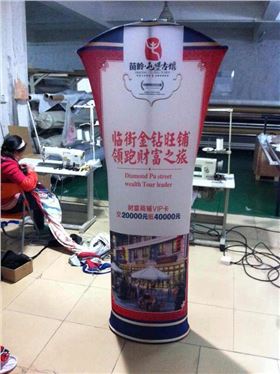 临街金钻旺铺
领跑财富之旅
Diamond Pu street
wealth Tour leader
财富商铺VIP卡
交20000元抵40000元